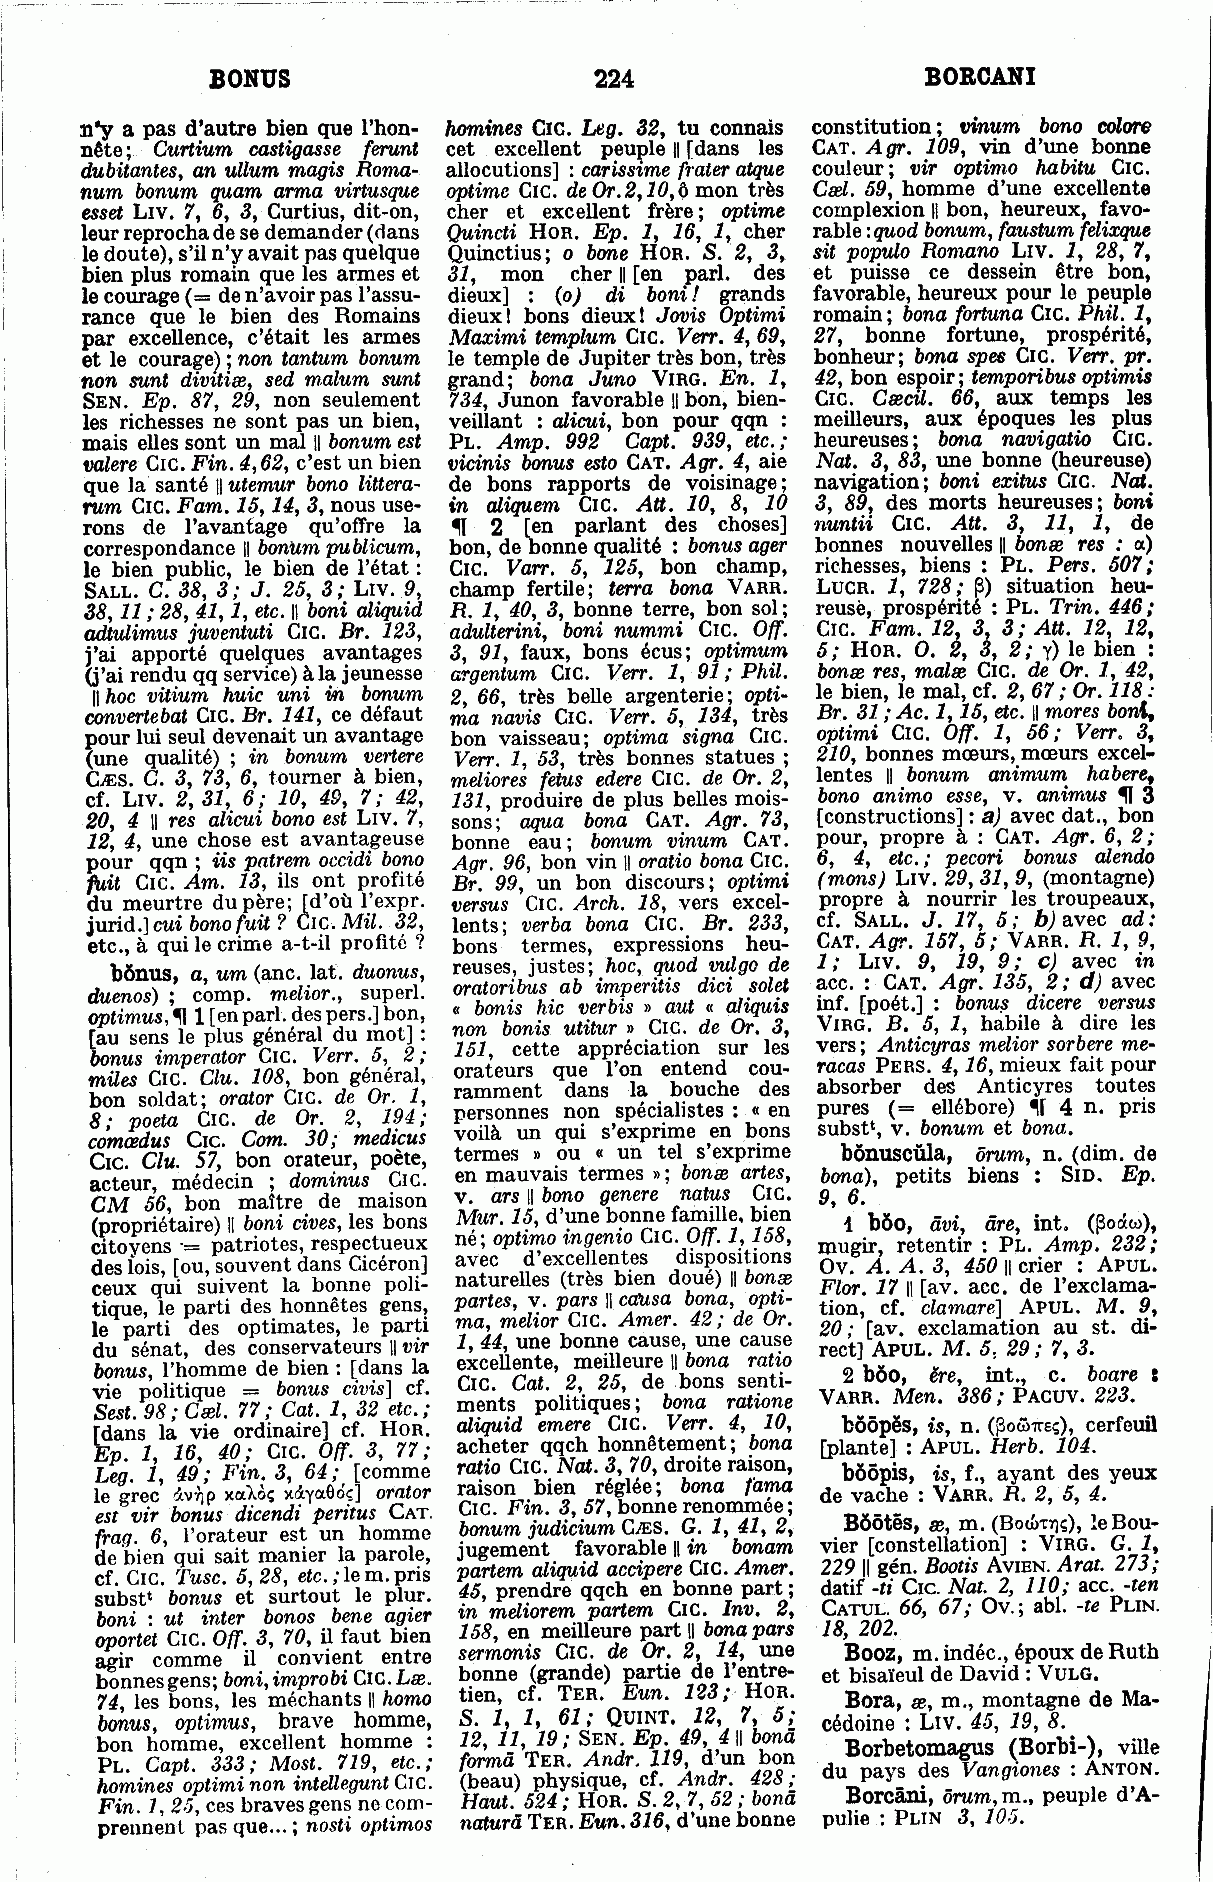 BONUS
224
BORCANI
n'y a pas d'autre bien que l'hon-
nête; Curtium castigasse ferunt
dubitantes, an ullum magis Roma-
num bonum quam arma virtusque
esset LIV. 7, 6, 3, Curtius, dit-on,
leur reprocha de se demander (dans
le doute), s'il n'y avait pas quelque
bien plus romain que les armes et
le courage (= de n'avoir pas l'assu-
rance que le bien des Romains
par excellence, c'était les armes
et le courage) ; non tantum bonum
non sunt divitiæ, sed malum sunt
SEN. Ep. 87, 29, non seulement
les richesses ne sont pas un bien,
mais elles sont un mal || bonum est
valere CIC. Fin. 4, 62, c'est un bien
que la santé || utemur bono littera-
rum CIC. Fam. 15, 14, 3, nous use-
rons de l'avantage qu'offre la
correspondance || bonum publicum,
le bien public, le bien de l'état :
SALL. C. 38, 3; J. 25, 3; LIV. 9,
38, 11 ; 28, 41, 1, etc. || boni aliquid
adtulimus juventuti CIC. Br. 123,
j'ai apporté quelques avantages
(j'ai rendu qq service) à la jeunesse
|| hoc vitium huic uni in bonum
convertebat CIC. Br. 141, ce défaut
pour lui seul devenait un avantage
(une qualité) ; in bonum vertere
CÆS. C. 3, 73, 6, tourner à bien,
cf. LIV. 2, 31, 6; 10, 49, 7; 42,
20, 4 || res alicui bono est LIV. 7,
12, 4, une chose est avantageuse
pour qqn ; iis patrem occidi bono
fuit CIC. Am. 13, ils ont profité
du meurtre du père; [d'où l'expr.
jurid.] cui bono fuit ? CIC. Mil. 32,
etc., à qui le crime a-t-il profité ?
bŏnus, a, um (anc. lat. duonus,
duenos) ; comp. melior., superl.
optimus, ¶ 1 [en parl. des pers.] bon,
[au sens le plus général du mot] :
bonus imperator CIC. Verr. 5, 2;
miles CIC. Clu. 108, bon général,
bon soldat; orator CIC. de Or. 1,
8; poeta CIC. de Or. 2, 194;
comœdus CIC. Com. 30; medicus
CIC. Clu. 57, bon orateur, poète,
acteur, médecin ; dominus CIC.
CM 56, bon maître de maison
(propriétaire) || boni cives, les bons
citoyens = patriotes, respectueux
des lois, [ou, souvent dans Cicéron]
ceux qui suivent la bonne poli-
tique, le parti des honnêtes gens,
le parti des optimates, le parti
du sénat, des conservateurs || vir
bonus, l'homme de bien : [dans la
vie politique = bonus civis] cf.
Sest. 98; Cæl. 77; Cat. 1, 32 etc.;
[dans la vie ordinaire] cf. HOR.
Ep. 1, 16, 40; CIC. Off. 3, 77;
Leg. 1, 49; Fin. 3, 64; [comme
le grec ἀνὴρ καλὸς κἀγαθός] orator
est vir bonus dicendi peritus CAT.
frag. 6, l'orateur est un homme
de bien qui sait manier la parole,
cf. CIC. Tusc. 5, 28, etc. ; le m. pris
substᵗ bonus et surtout le plur.
boni : ut inter bonos bene agier
oportet CIC. Off. 3, 70, il faut bien
agir comme il convient entre
bonnes gens; boni, improbi CIC. Læ.
74, les bons, les méchants || homo
bonus, optimus, brave homme,
bon homme, excellent homme :
PL. Capt. 333; Most. 719, etc.;
homines optimi non intellegunt CIC.
Fin. 1, 25, ces braves gens ne com-
prennent pas que... ; nosti optimos
homines CIC. Leg. 32, tu connais
cet excellent peuple || [dans les
allocutions] : carissime frater atque
optime CIC. de Or. 2, 10, ô mon très
cher et excellent frère; optime
Quincti HOR. Ep. 1, 16, 1, cher
Quinctius; o bone HOR. S. 2, 3,
31, mon cher || [en parl. des
dieux] : (o) di boni! grands
dieux! bons dieux! Jovis Optimi
Maximi templum CIC. Verr. 4, 69,
le temple de Jupiter très bon, très
grand; bona Juno VIRG. En. 1,
734, Junon favorable || bon, bien-
veillant : alicui, bon pour qqn :
PL. Amp. 992 Capt. 939, etc.;
vicinis bonus esto CAT. Agr. 4, aie
de bons rapports de voisinage;
in aliquem CIC. Att. 10, 8, 10
¶ 2 [en parlant des choses]
bon, de bonne qualité : bonus ager
CIC. Varr. 5, 125, bon champ,
champ fertile; terra bona VARR.
R. 1, 40, 3, bonne terre, bon sol;
adulterini, boni nummi CIC. Off.
3, 91, faux, bons écus; optimum
argentum CIC. Verr. 1, 91; Phil.
2, 66, très belle argenterie; opti-
ma navis CIC. Verr. 5, 134, très
bon vaisseau; optima signa CIC.
Verr. 1, 53, très bonnes statues ;
meliores fetus edere CIC. de Or. 2,
131, produire de plus belles mois-
sons; aqua bona CAT. Agr. 73,
bonne eau; bonum vinum CAT.
Agr. 96, bon vin || oratio bona CIC.
Br. 99, un bon discours; optimi
versus CIC. Arch. 18, vers excel-
lents; verba bona CIC. Br. 233,
bons termes, expressions heu-
reuses, justes; hoc, quod vulgo de
oratoribus ab imperitis dici solet
« bonis hic verbis » aut « aliquis
non bonis utitur » CIC. de Or. 3,
151, cette appréciation sur les
orateurs que l'on entend cou-
ramment dans la bouche des
personnes non spécialistes : « en
voilà un qui s'exprime en bons
termes » ou « un tel s'exprime
en mauvais termes »; bonæ artes,
v. ars || bono genere natus CIC.
Mur. 15, d'une bonne famille, bien
né; optimo ingenio CIC. Off. 1, 158,
avec d'excellentes dispositions
naturelles (très bien doué) || bonæ
partes, v. pars || causa bona, opti-
ma, melior CIC. Amer. 42; de Or.
1, 44, une bonne cause, une cause
excellente, meilleure || bona ratio
CIC. Cat. 2, 25, de bons senti-
ments politiques; bona ratione
aliquid emere CIC. Verr. 4, 10,
acheter qqch honnêtement; bona
ratio CIC. Nat. 3, 70, droite raison,
raison bien réglée; bona fama
CIC. Fin. 3, 57, bonne renommée;
bonum judicium CÆS. G. 1, 41, 2,
jugement favorable || in bonam
partem aliquid accipere CIC. Amer.
45, prendre qqch en bonne part;
in meliorem partem CIC. Inv. 2,
158, en meilleure part || bona pars
sermonis CIC. de Or. 2, 14, une
bonne (grande) partie de l'entre-
tien, cf. TER. Eun. 123; HOR.
S. 1, 1, 61; QUINT. 12, 7, 5;
12, 11, 19; SEN. Ep. 49, 4 || bonā
formā TER. Andr. 119, d'un bon
(beau) physique, cf. Andr. 428;
Haut. 524; HOR. S. 2, 7, 52; bonā
naturā TER. Eun. 316, d'une bonne
constitution; vinum bono colore
CAT. Agr. 109, vin d'une bonne
couleur; vir optimo habitu CIC.
Cæl. 59, homme d'une excellente
complexion || bon, heureux, favo-
rable : quod bonum, faustum felixque
sit populo Romano LIV. 1, 28, 7,
et puisse ce dessein être bon,
favorable, heureux pour le peuple
romain; bona fortuna CIC. Phil. 1,
27, bonne fortune, prospérité,
bonheur; bona spes CIC. Verr. pr.
42, bon espoir; temporibus optimis
CIC. Cæcil. 66, aux temps les
meilleurs, aux époques les plus
heureuses; bona navigatio CIC.
Nat. 3, 83, une bonne (heureuse)
navigation; boni exitus CIC. Nat.
3, 89, des morts heureuses; boni
nuntii CIC. Att. 3, 11, 1, de
bonnes nouvelles || bonæ res : α)
richesses, biens : PL. Pers. 507;
LUCR. 1, 728; β) situation heu-
reuse, prospérité : PL. Trin. 446;
CIC. Fam. 12, 3, 3; Att. 12, 12,
5; HOR. O. 2, 3, 2; γ) le bien :
bonæ res, malæ CIC. de Or. 1, 42,
le bien, le mal, cf. 2, 67; Or. 118:
Br. 31; Ac. 1, 15, etc. || mores boni,
optimi CIC. Off. 1, 56; Verr. 3,
210, bonnes mœurs, mœurs excel-
lentes || bonum animum habere,
bono animo esse, v. animus ¶ 3
[constructions] : a) avec dat., bon
pour, propre à : CAT. Agr. 6, 2;
6, 4, etc.; pecori bonus alendo
(mons) LIV. 29, 31, 9, (montagne)
propre à nourrir les troupeaux,
cf. SALL. J. 17, 5; b) avec ad:
CAT. Agr. 157, 5; VARR. R. 1, 9,
1; LIV. 9, 19, 9; c) avec in
acc. : CAT. Agr. 135, 2; d) avec
inf. [poét.] : bonus dicere versus
VIRG. B. 5, 1, habile à dire les
vers; Anticyras melior sorbere me-
racas PERS. 4, 16, mieux fait pour
absorber des Anticyres toutes
pures (= ellébore) ¶ 4 n. pris
substᵗ, v. bonum et bona.
bŏnuscŭla, ōrum, n. (dim. de
bona), petits biens : SID. Ep.
9, 6.
1 bŏo, āvi, āre, int. (βοάω),
mugir, retentir : PL. Amp. 232;
OV. A. A. 3, 450 || crier : APUL.
Flor. 17 || [av. acc. de l'exclama-
tion, cf. clamare] APUL. M. 9,
20; [av. exclamation au st. di-
rect] APUL. M. 5, 29; 7, 3.
2 bŏo, ĕre, int., c. boare :
VARR. Men. 386; PACUV. 223.
bŏōpĕs, is, n. (βοῶπες), cerfeuil
[plante] : APUL. Herb. 104.
bŏōpis, is, f., ayant des yeux
de vache : VARR. R. 2, 5, 4.
Bŏōtēs, æ, m. (Βοώτης), le Bou-
vier [constellation] : VIRG. G. 1,
229 || gén. Bootis AVIEN. Arat. 273;
datif -ti CIC. Nat. 2, 110; acc. -ten
CATUL. 66, 67; OV.; abl. -te PLIN.
18, 202.
Booz, m. indéc., époux de Ruth
et bisaïeul de David : VULG.
Bora, æ, m., montagne de Ma-
cédoine : LIV. 45, 19, 8.
Borbetomagus (Borbi-), ville
du pays des Vangiones : ANTON.
Borcāni, ōrum, m., peuple d'A-
pulie : PLIN 3, 105.